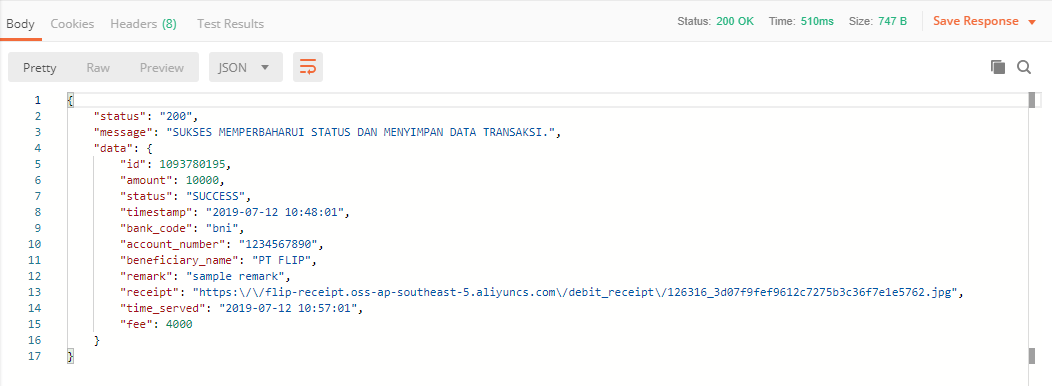 Body Cookies Headers (8) Test Results Status: 200 OK Time: 510ms Size: 747 B Save Response
Pretty Raw Preview JSON
1 {
2 "status": "200",
3 "message": "SUKSES MEMPERBAHARUI STATUS DAN MENYIMPAN DATA TRANSAKSI.",
4 "data": {
5 "id": 1093780195,
6 "amount": 10000,
7 "status": "SUCCESS",
8 "timestamp": "2019-07-12 10:48:01",
9 "bank_code": "bni",
10 "account_number": "1234567890",
11 "beneficiary_name": "PT FLIP",
12 "remark": "sample remark",
13 "receipt": "https:\/\/flip-receipt.oss-ap-southeast-5.aliyuncs.com\/debit_receipt\/126316_3d07f9fef9612c7275b3c36f7e1e5762.jpg",
14 "time_served": "2019-07-12 10:57:01",
15 "fee": 4000
16 }
17 }